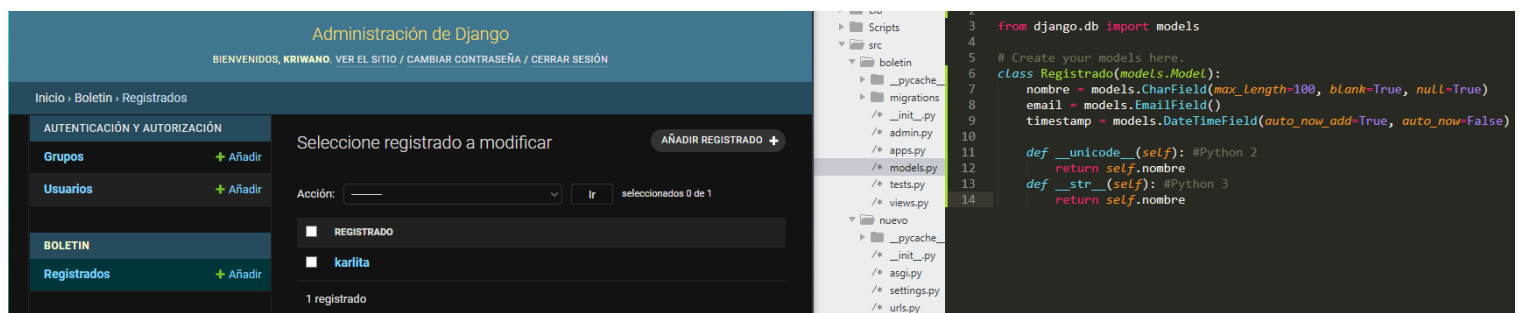 Administración de Django
BIENVENIDOS, KRIWANO. VER EL SITIO / CAMBIAR CONTRASEÑA / CERRAR SESIÓN
Inicio › Boletin › Registrados
AUTENTICACIÓN Y AUTORIZACIÓN
Grupos + Añadir
Usuarios + Añadir
BOLETIN
Registrados + Añadir
Seleccione registrado a modificar
AÑADIR REGISTRADO +
Acción: --------- Ir seleccionados 0 de 1
REGISTRADO
karlita
1 registrado
Lib
Scripts
src
boletin
__pycache__
migrations
/* __init__.py
/* admin.py
/* apps.py
/* models.py
/* tests.py
/* views.py
nuevo
__pycache__
/* __init__.py
/* asgi.py
/* settings.py
/* urls.py
2
3 from django.db import models
4
5 # Create your models here.
6 class Registrado(models.Model):
7 nombre = models.CharField(max_length=100, blank=True, null=True)
8 email = models.EmailField()
9 timestamp = models.DateTimeField(auto_now_add=True, auto_now=False)
10
11 def __unicode__(self): #Python 2
12 return self.nombre
13 def __str__(self): #Python 3
14 return self.nombre